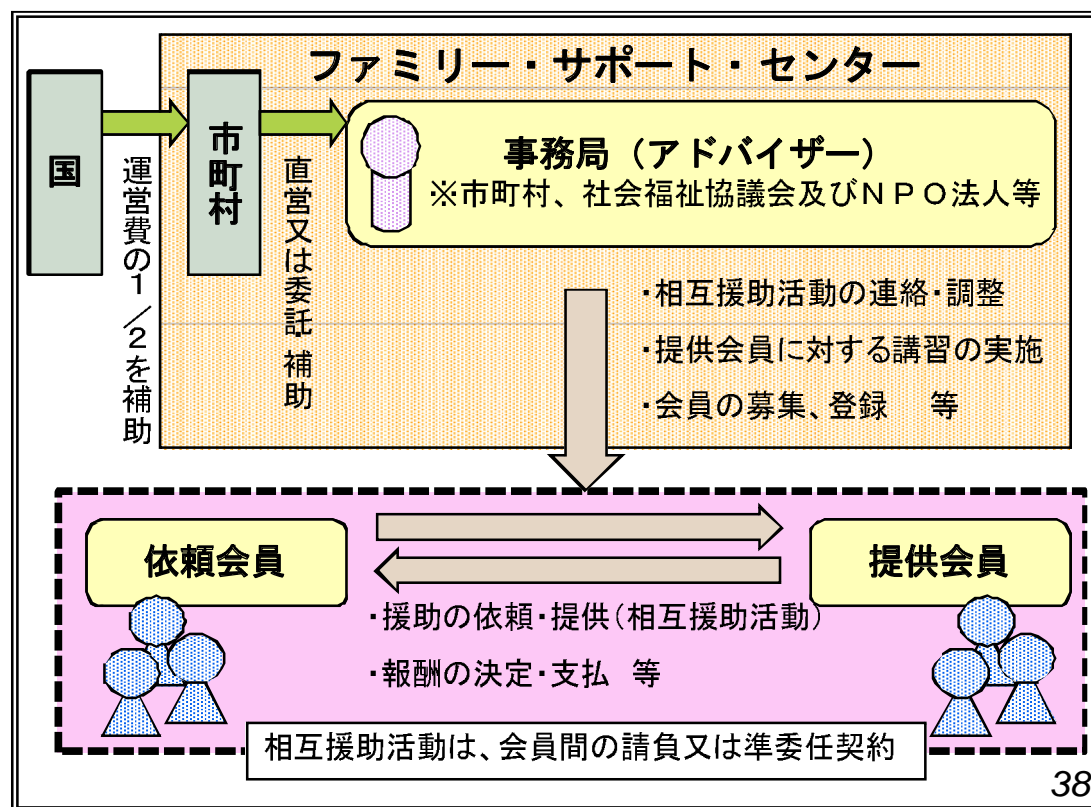 ファミリー・サポート・センター
国
運営費の１／２を補助
市町村
直営又は委託・補助
事務局（アドバイザー）
※市町村、社会福祉協議会及びＮＰＯ法人等
・相互援助活動の連絡・調整
・提供会員に対する講習の実施
・会員の募集、登録　等
依頼会員
提供会員
・援助の依頼・提供（相互援助活動）
・報酬の決定・支払　等
相互援助活動は、会員間の請負又は準委任契約
38